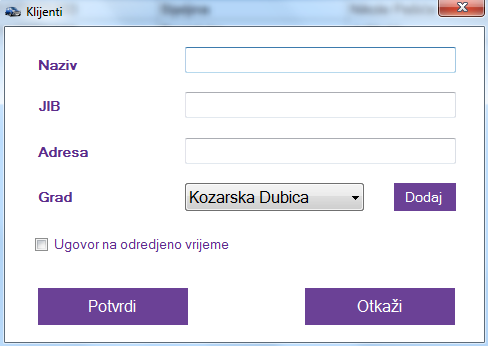 Klijenti
Naziv
JIB
Adresa
Grad Kozarska Dubica Dodaj
Ugovor na odredjeno vrijeme
Potvrdi Otkaži